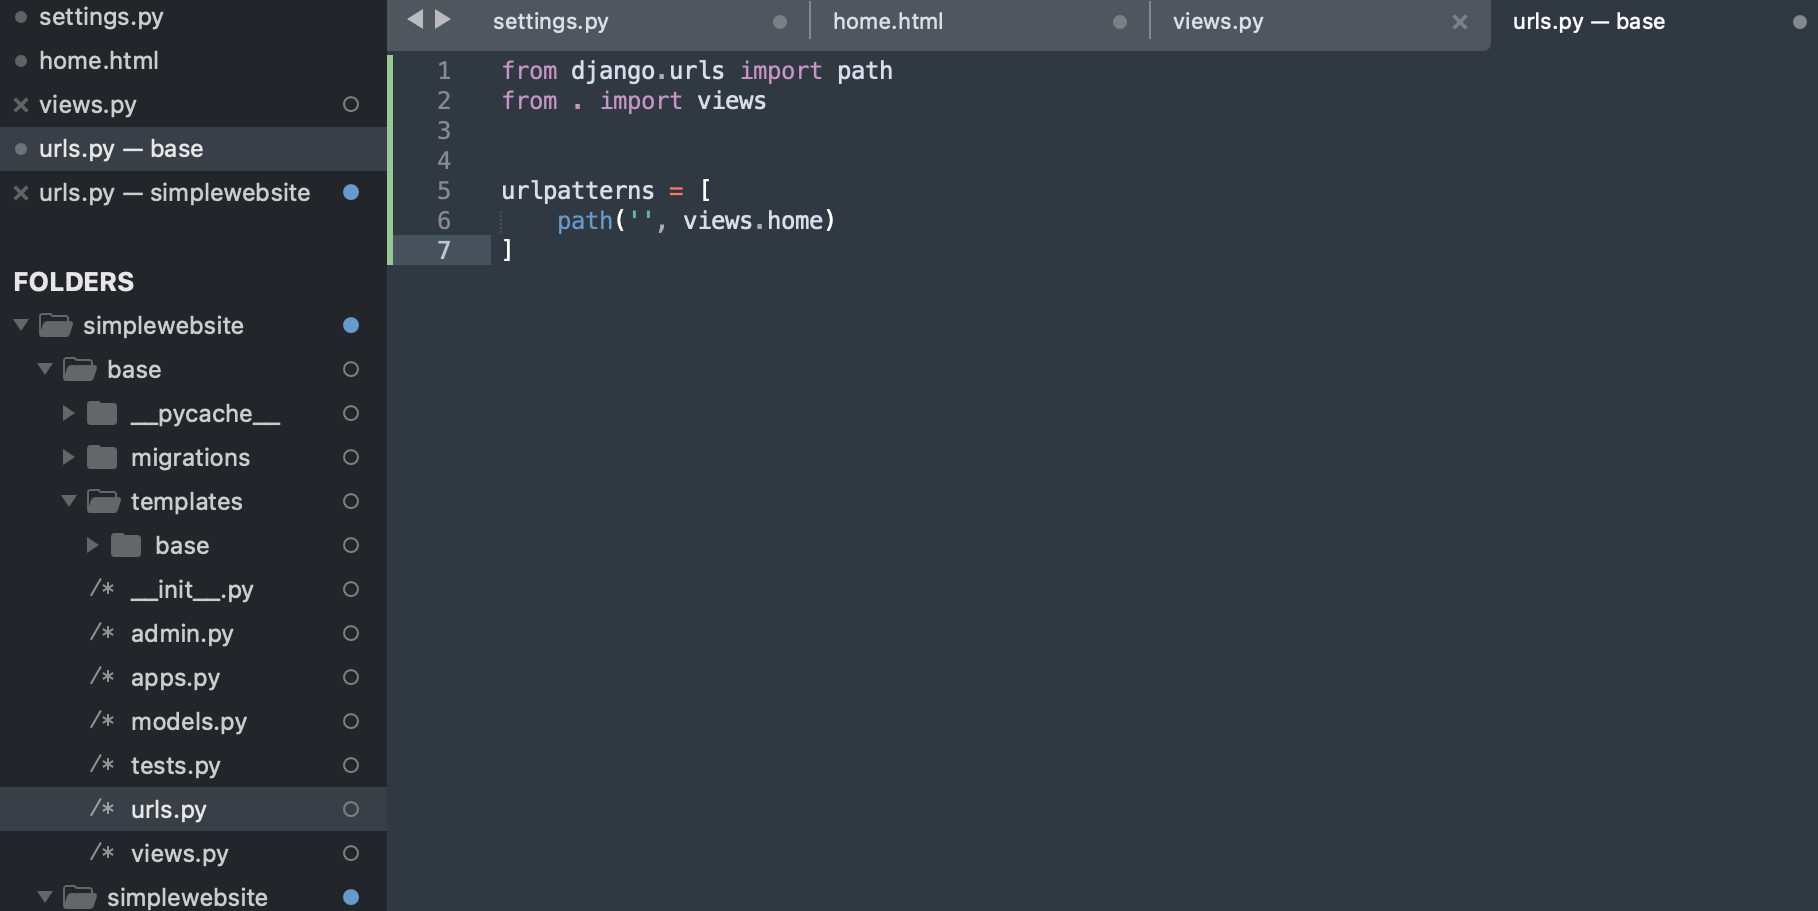 settings.py
home.html
views.py
urls.py — base
urls.py — simplewebsite
FOLDERS
simplewebsite
base
__pycache__
migrations
templates
base
/* __init__.py
/* admin.py
/* apps.py
/* models.py
/* tests.py
/* urls.py
/* views.py
simplewebsite
settings.py home.html views.py urls.py — base
1 from django.urls import path
2 from . import views
3
4
5 urlpatterns = [
6     path('', views.home)
7 ]